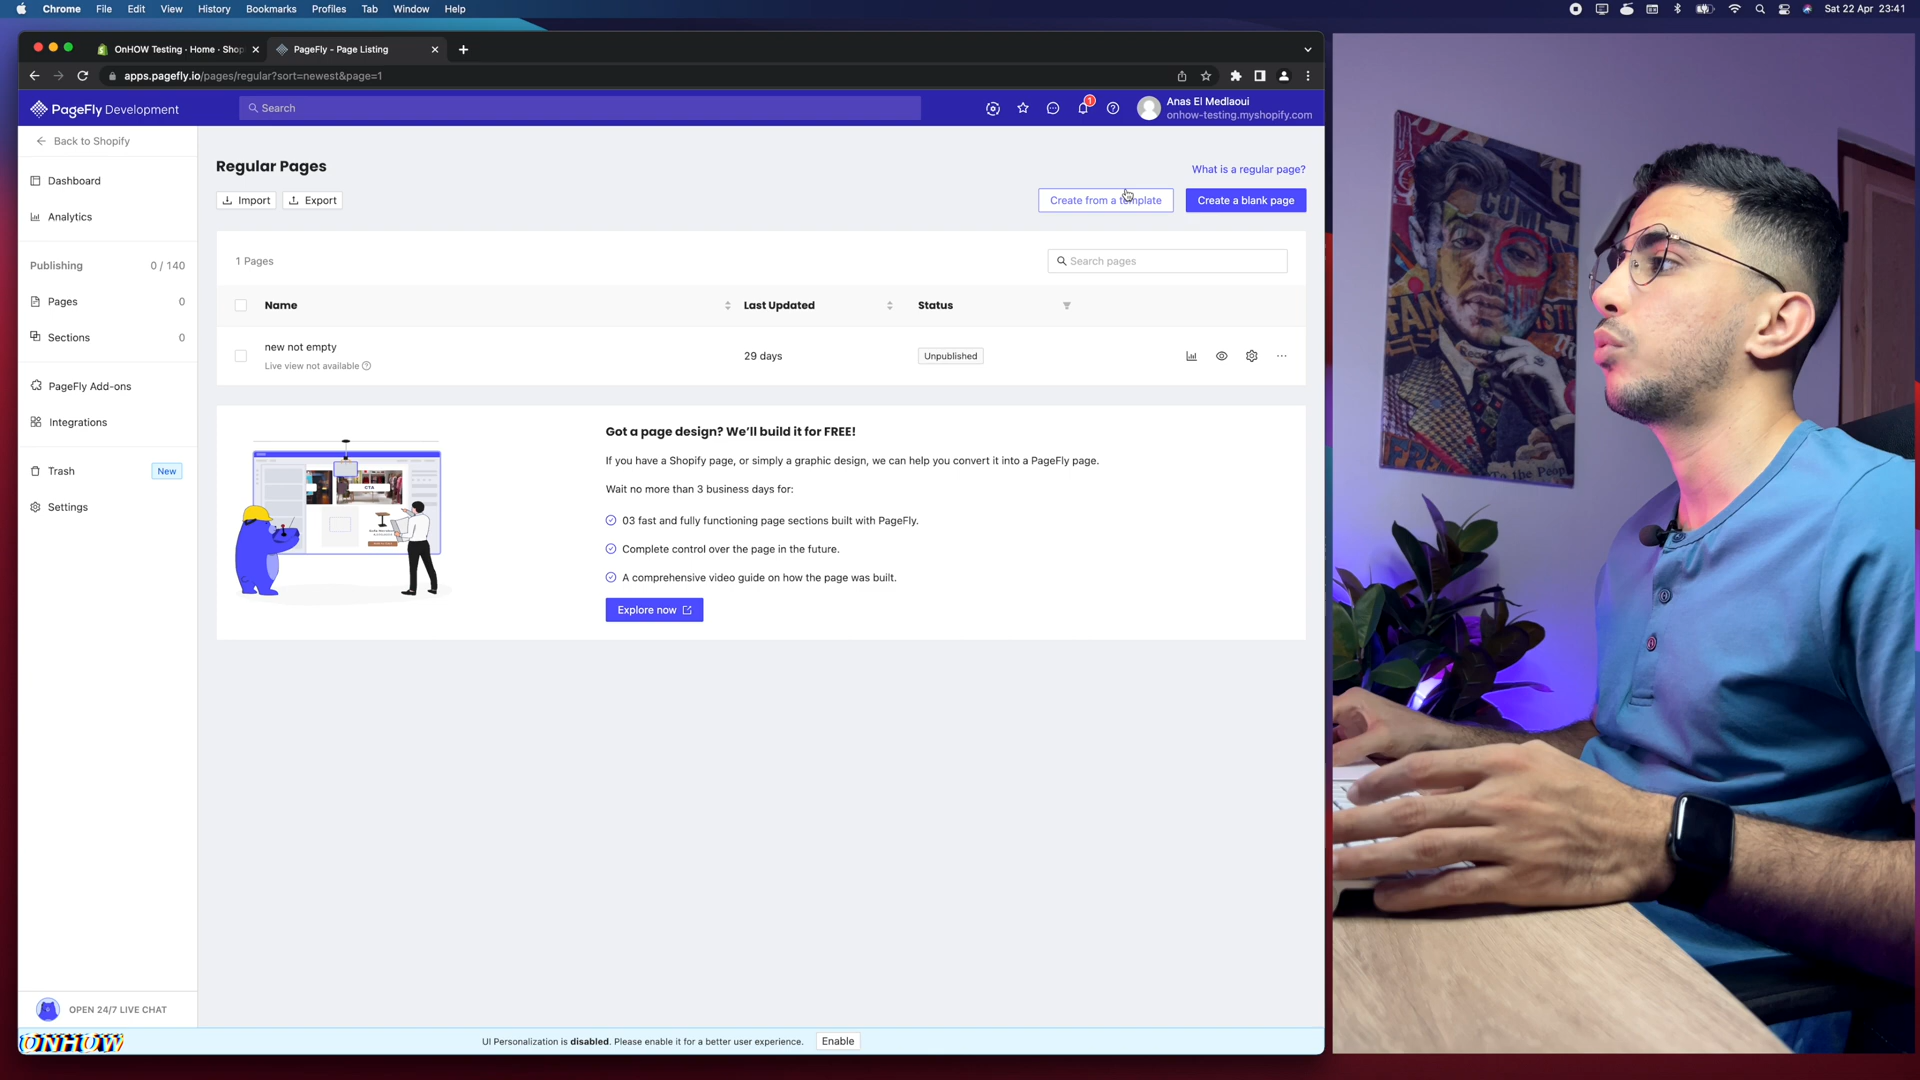 Chrome File Edit View History Bookmarks Profiles Tab Window Help Sat 22 Apr 23:41
OnHOW Testing · Home · Shop PageFly - Page Listing
apps.pagefly.io/pages/regular?sort=newest&page=1
PageFly Development Search 1 Anas El Medlaoui
onhow-testing.myshopify.com
Back to Shopify
Dashboard
Analytics
Publishing 0 / 140
Pages 0
Sections 0
PageFly Add-ons
Integrations
Trash New
Settings
OPEN 24/7 LIVE CHAT
Regular Pages
What is a regular page?
Import Export Create from a template Create a blank page
1 Pages Search pages
Name Last Updated Status
new not empty
Live view not available
29 days Unpublished
Got a page design? We'll build it for FREE!
If you have a Shopify page, or simply a graphic design, we can help you convert it into a PageFly page.
Wait no more than 3 business days for:
03 fast and fully functioning page sections built with PageFly.
Complete control over the page in the future.
A comprehensive video guide on how the page was built.
Explore now
CTA
ONHOW
UI Personalization is disabled. Please enable it for a better user experience. Enable